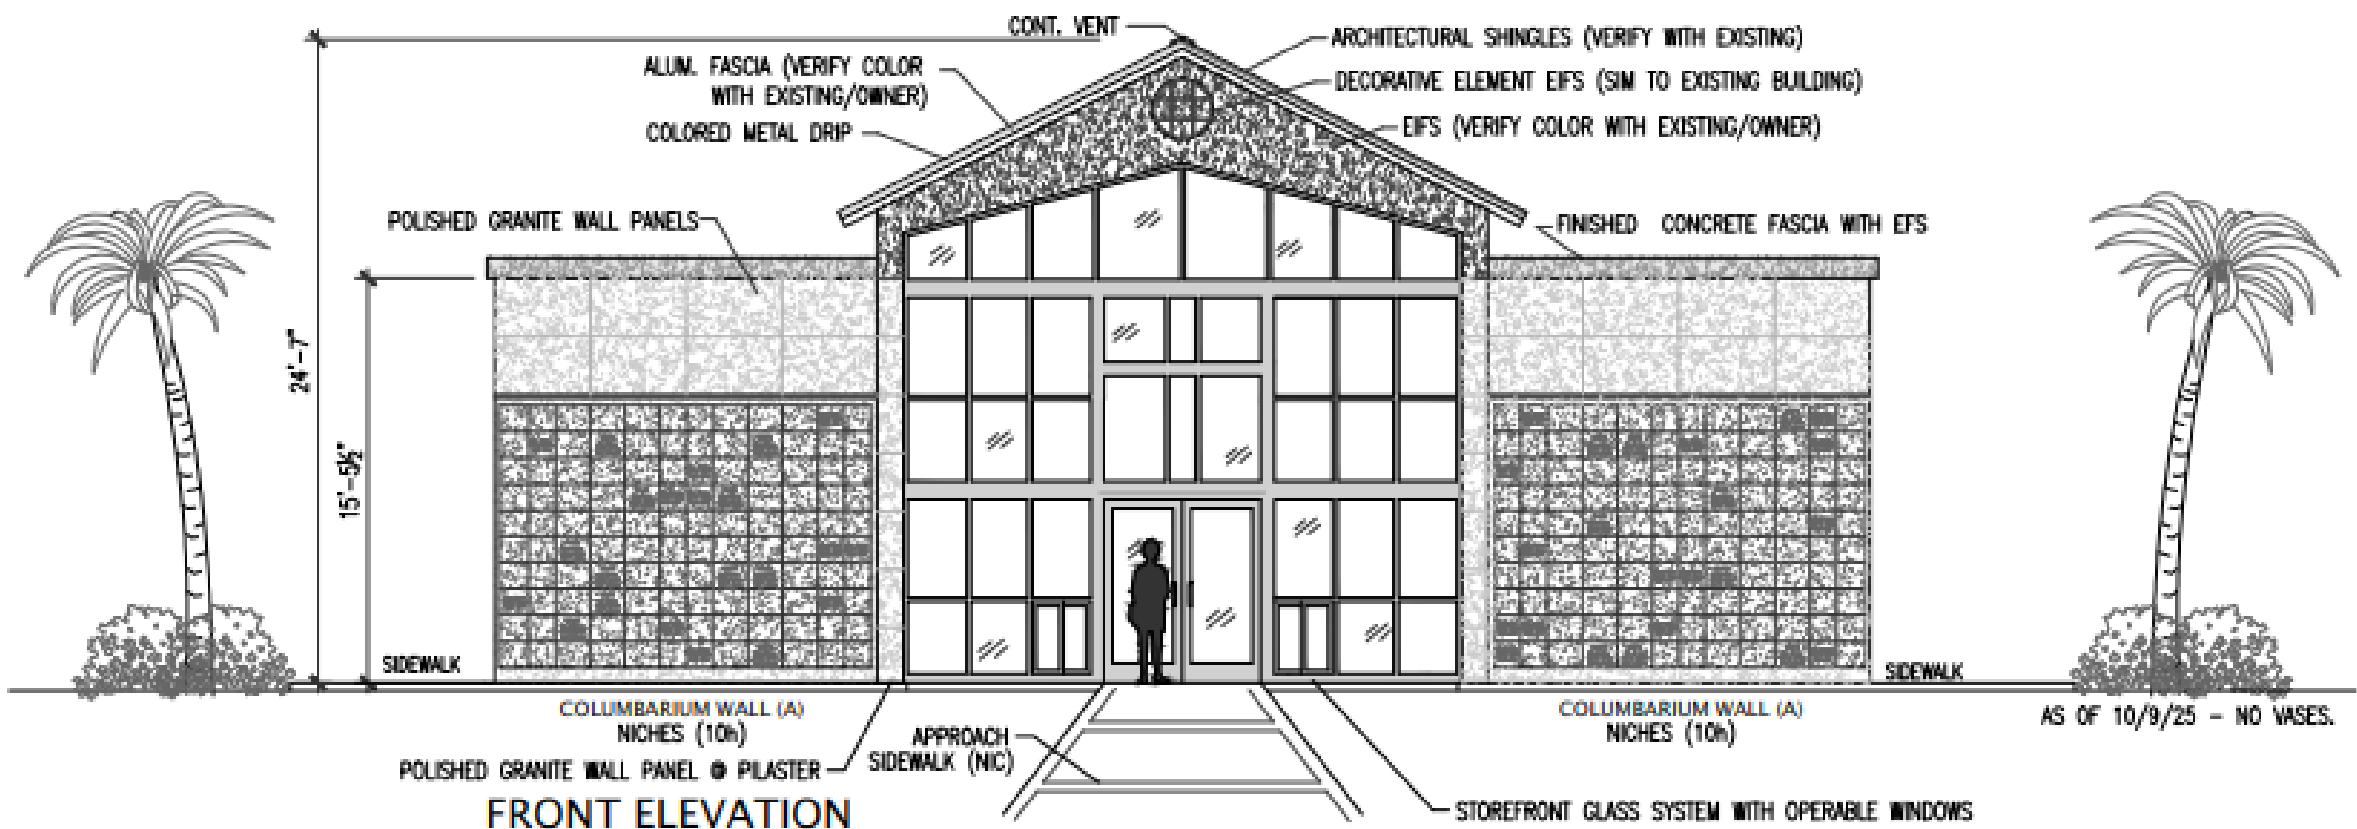 CONT. VENT
ARCHITECTURAL SHINGLES (VERIFY WITH EXISTING)
ALUM. FASCIA (VERIFY COLOR
WITH EXISTING/OWNER)
DECORATIVE ELEMENT EIFS (SIM TO EXISTING BUILDING)
COLORED METAL DRIP
EIFS (VERIFY COLOR WITH EXISTING/OWNER)
POLISHED GRANITE WALL PANELS
FINISHED CONCRETE FASCIA WITH EFS
24'-7"
15'-5½"
SIDEWALK
SIDEWALK
COLUMBARIUM WALL (A)
NICHES (10h)
COLUMBARIUM WALL (A)
NICHES (10h)
AS OF 10/9/25 - NO VASES.
APPROACH
SIDEWALK (NIC)
POLISHED GRANITE WALL PANEL @ PILASTER
FRONT ELEVATION
STOREFRONT GLASS SYSTEM WITH OPERABLE WINDOWS